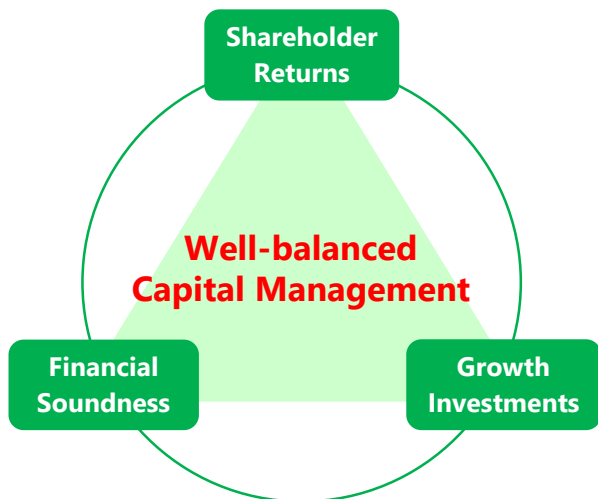 Shareholder
Returns
Well-balanced
Capital Management
Financial
Soundness
Growth
Investments